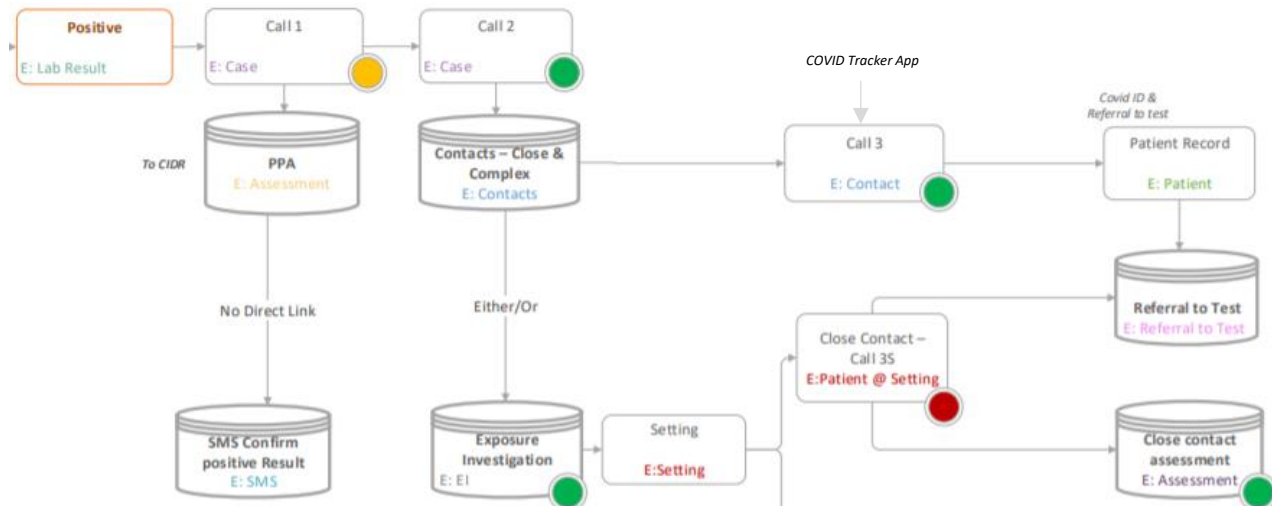 Positive
E: Lab Result
Call 1
E: Case
Call 2
E: Case
COVID Tracker App
Covid ID &
Referral to test
To CIDR
PPA
E: Assessment
Contacts – Close &
Complex
E: Contacts
Call 3
E: Contact
Patient Record
E: Patient
No Direct Link
Either/Or
Close Contact –
Call 3S
E:Patient @ Setting
Referral to Test
E: Referral to Test
SMS Confirm
positive Result
E: SMS
Exposure
Investigation
E: EI
Setting
E:Setting
Close contact
assessment
E: Assessment